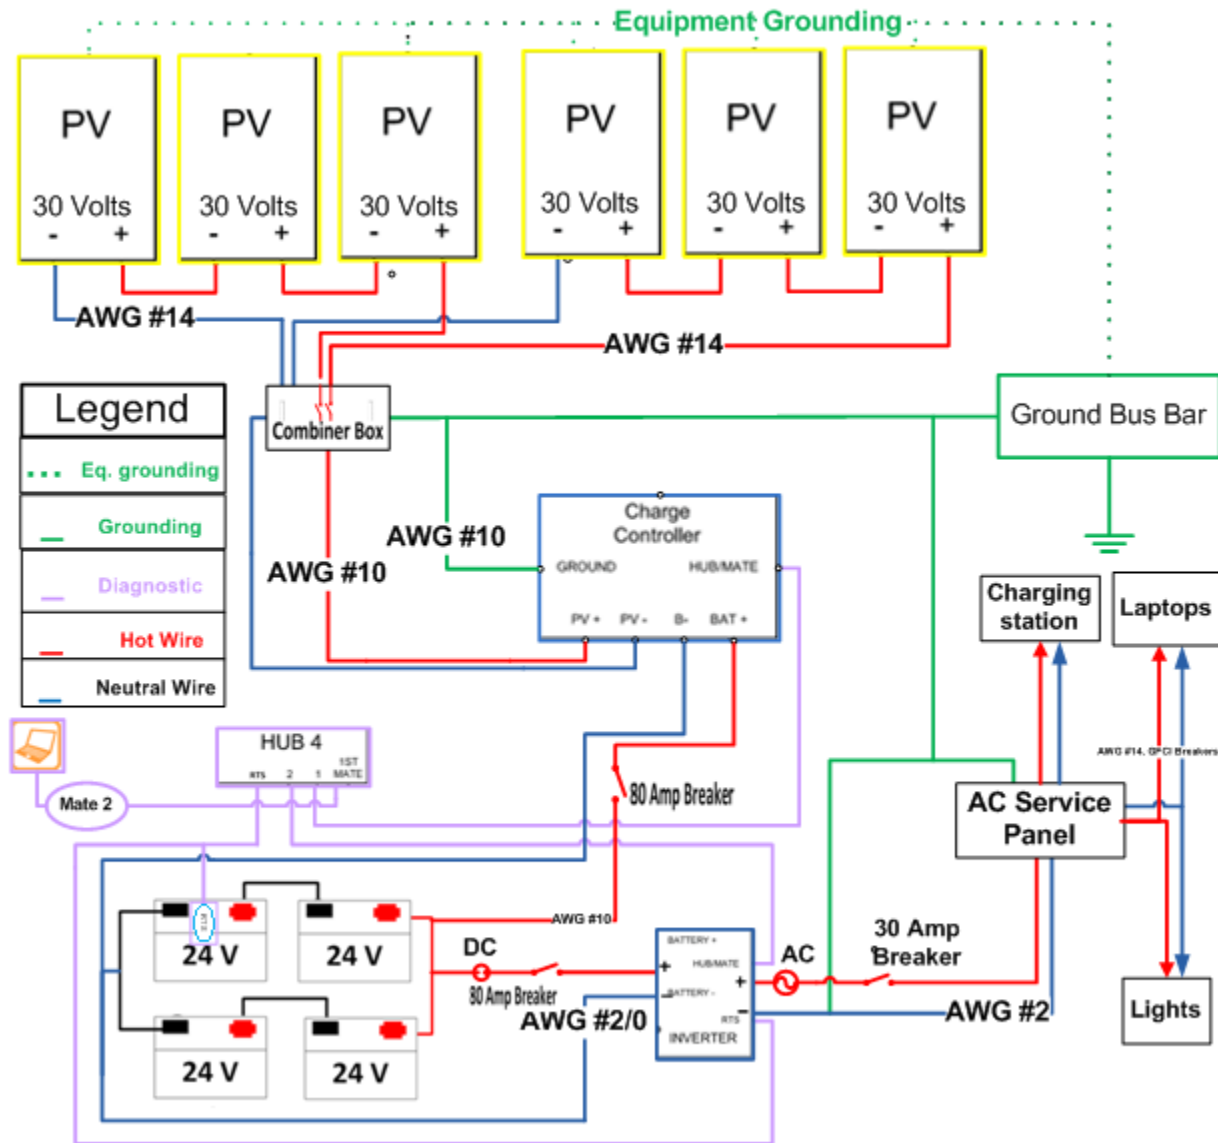 Equipment Grounding
PV
PV
PV
PV
PV
PV
30 Volts
30 Volts
30 Volts
30 Volts
30 Volts
30 Volts
- +
- +
- +
- +
- +
- +
AWG #14
AWG #14
Legend
Eq. grounding
Grounding
Diagnostic
Hot Wire
Neutral Wire
Combiner Box
Ground Bus Bar
AWG #10
AWG #10
Charge
Controller
GROUND
HUB/MATE
PV +
PV -
B-
BAT +
Charging
station
Laptops
AWG #14, GFCI Breakers
HUB 4
RTS
2
1
1ST
MATE
Mate 2
80 Amp Breaker
AC Service
Panel
24 V
24 V
24 V
24 V
AWG #10
DC
80 Amp Breaker
AWG #2/0
BATTERY +
HUB/MATE
+
+
BATTERY -
-
-
RTS
INVERTER
AC
30 Amp
Breaker
AWG #2
Lights